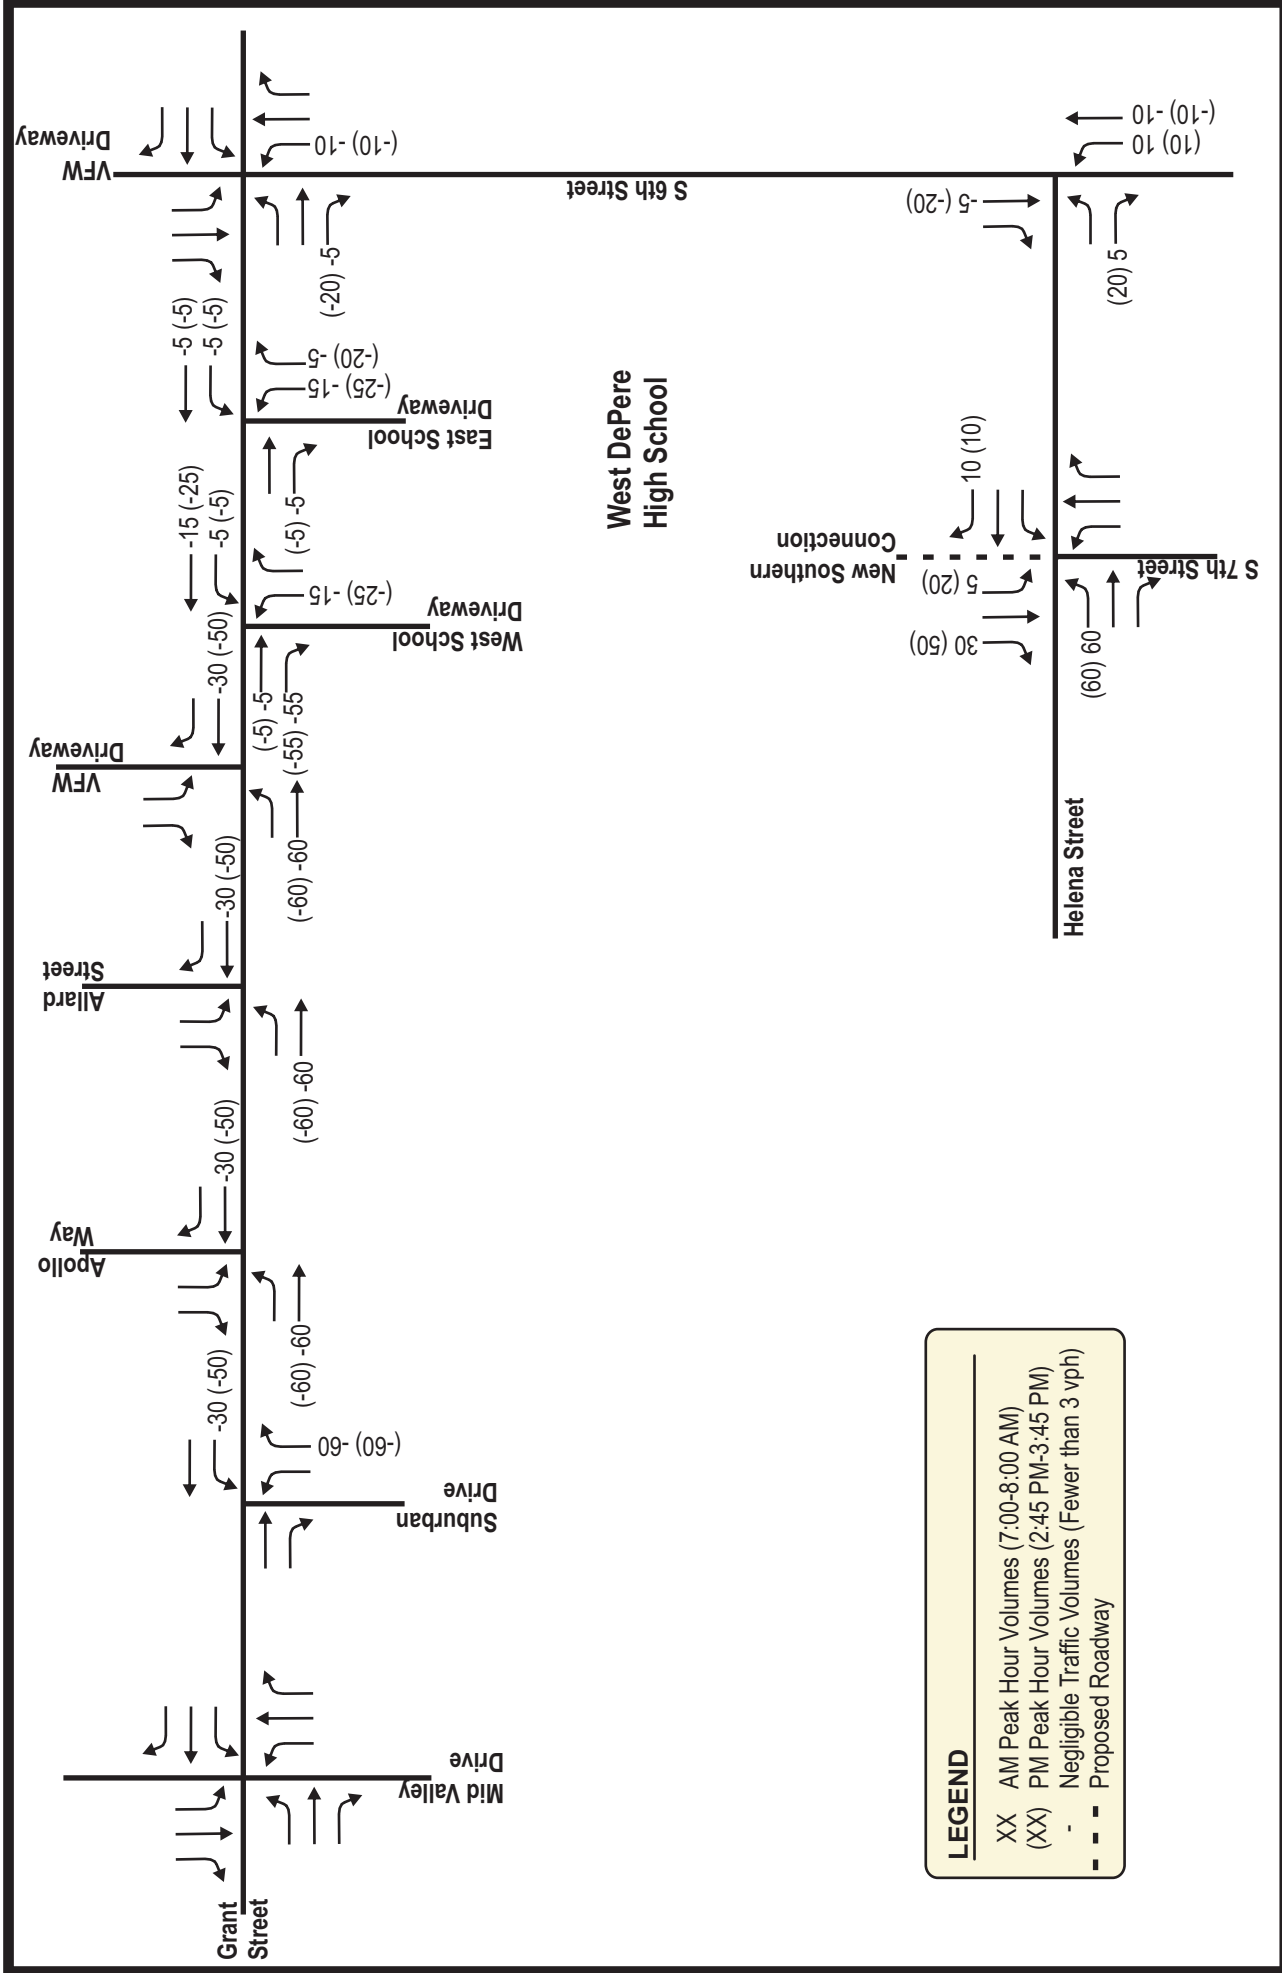 Grant
Street
Mid Valley
Drive
Suburban
Drive
Apollo
Way
Allard
Street
VFW
Driveway
West School
Driveway
East School
Driveway
VFW
Driveway
S 6th Street
-30 (-50)
(-60) -60
(-60) -60
-30 (-50)
(-60) -60
-30 (-50)
(-60) -60
-30 (-50)
(-5) -5
(-55) -55
-15 (-25)
-5 (-5)
(-25) -15
(-5) -5
-5 (-5)
-5 (-5)
(-25) -15
(-20) -5
(-20) -5
(-10) -10
West DePere
High School
Helena Street
New Southern
Connection
S 7th Street
30 (50)
5 (20)
10 (10)
(60) 60
-5 (-20)
(20) 5
(10) 10
(-10) -10
LEGEND
XX AM Peak Hour Volumes (7:00-8:00 AM)
(XX) PM Peak Hour Volumes (2:45 PM-3:45 PM)
- Negligible Traffic Volumes (Fewer than 3 vph)
Proposed Roadway